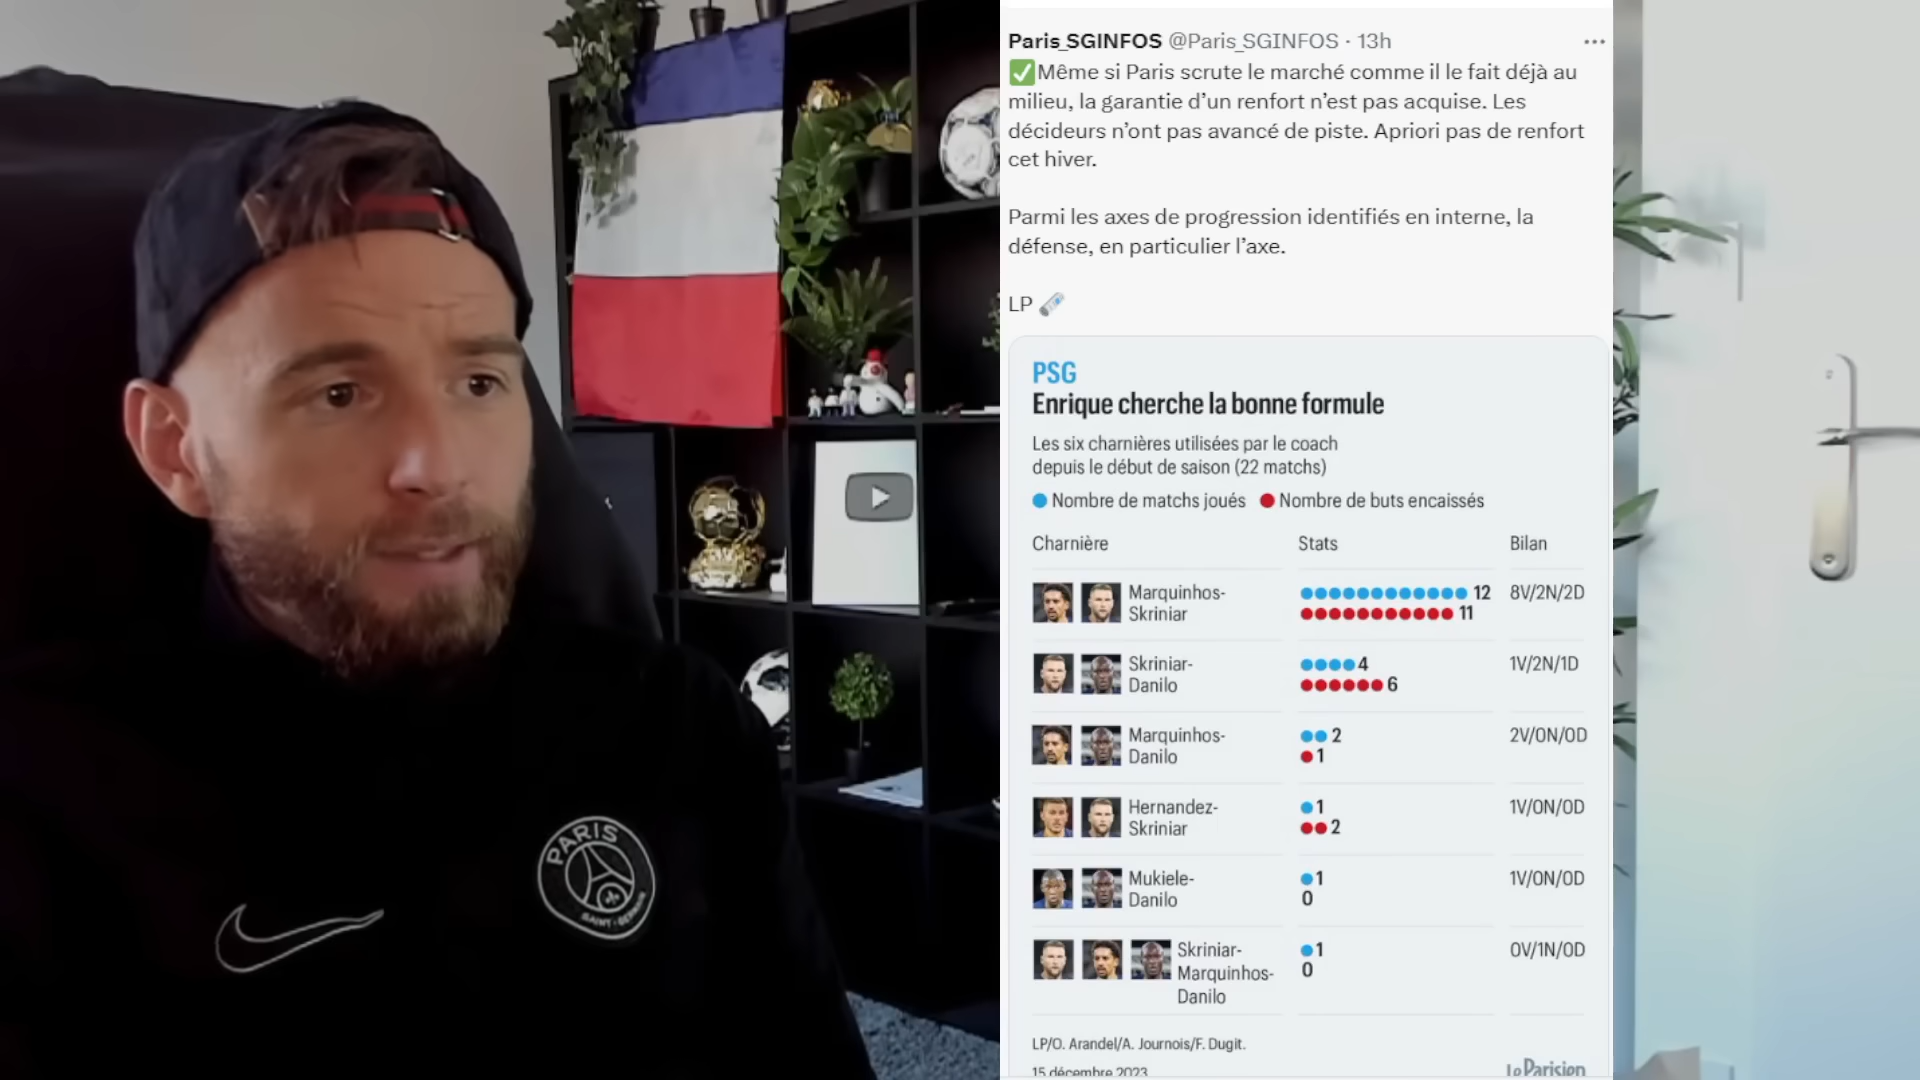 Paris_SGINFOS @Paris_SGINFOS · 13h
✅Même si Paris scrute le marché comme il le fait déjà au
milieu, la garantie d’un renfort n’est pas acquise. Les
décideurs n’ont pas avancé de piste. Apriori pas de renfort
cet hiver.
Parmi les axes de progression identifiés en interne, la
défense, en particulier l’axe.
LP 🗞️
PSG
Enrique cherche la bonne formule
Les six charnières utilisées par le coach
depuis le début de saison (22 matchs)
Nombre de matchs joués Nombre de buts encaissés
Charnière Stats Bilan
Marquinhos- 12 8V/2N/2D
Skriniar 11
Skriniar- 4 1V/2N/1D
Danilo 6
Marquinhos- 2 2V/0N/0D
Danilo 1
Hernandez- 1 1V/0N/0D
Skriniar 2
Mukiele- 1 1V/0N/0D
Danilo 0
Skriniar- 1 0V/1N/0D
Marquinhos- 0
Danilo
LP/O. Arandel/A. Journois/F. Dugit.
15 décembre 2023
Le Parisien
PARIS
SAINT-GERMAIN